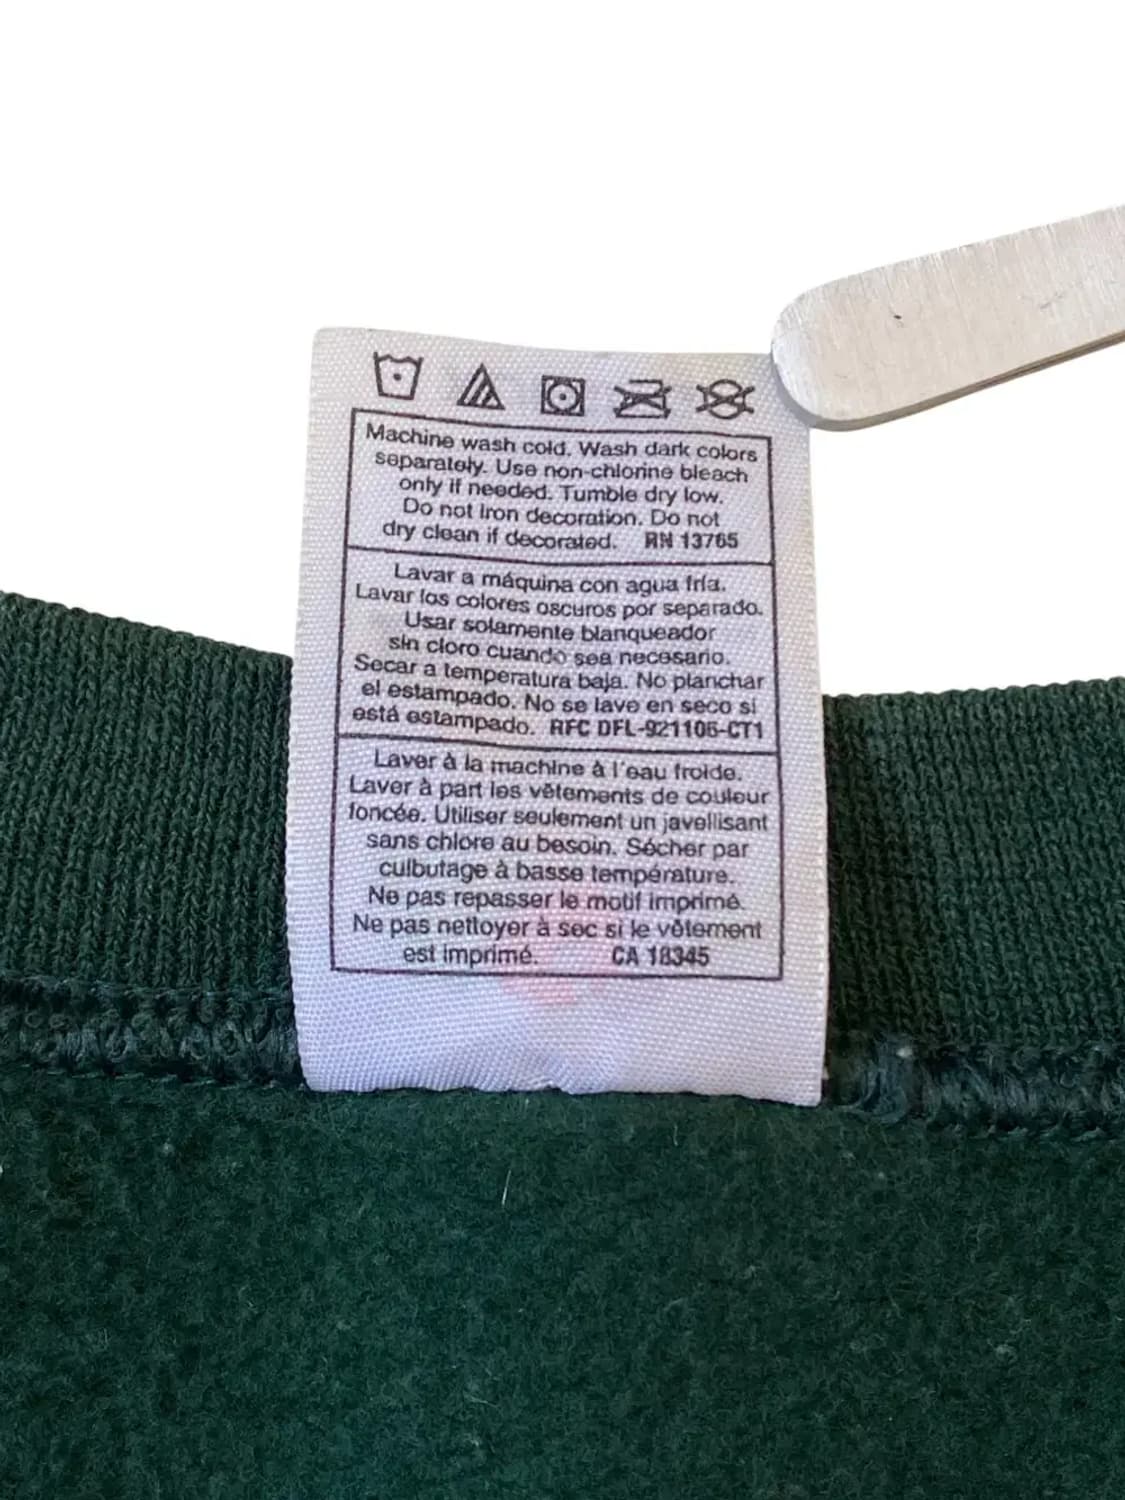 Machine wash cold. Wash dark colors
separately. Use non-chlorine bleach
only if needed. Tumble dry low.
Do not iron decoration. Do not
dry clean if decorated. RN 13765
Lavar a máquina con agua fría.
Lavar los colores oscuros por separado.
Usar solamente blanqueador
sin cloro cuando sea necesario.
Secar a temperatura baja. No planchar
el estampado. No se lave en seco si
está estampado. RFC DFL-921106-CT1
Laver à la machine à l'eau froide.
Laver à part les vêtements de couleur
foncée. Utiliser seulement un javellisant
sans chlore au besoin. Sécher par
culbutage à basse température.
Ne pas repasser le motif imprimé.
Ne pas nettoyer à sec si le vêtement
est imprimé. CA 18345